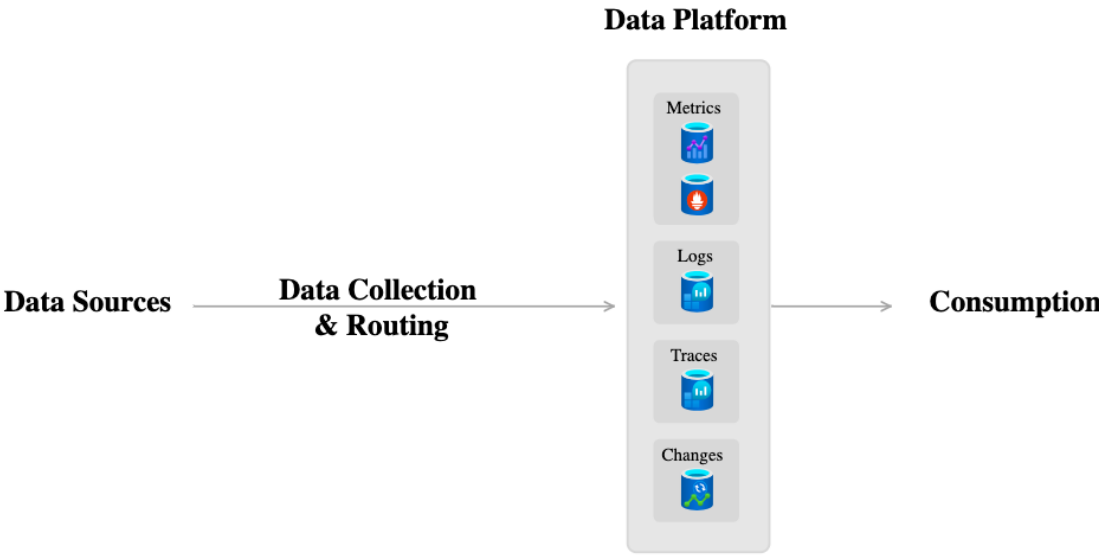 Data Platform
Metrics
Logs
Data Sources
Data Collection
& Routing
Consumption
Traces
Changes